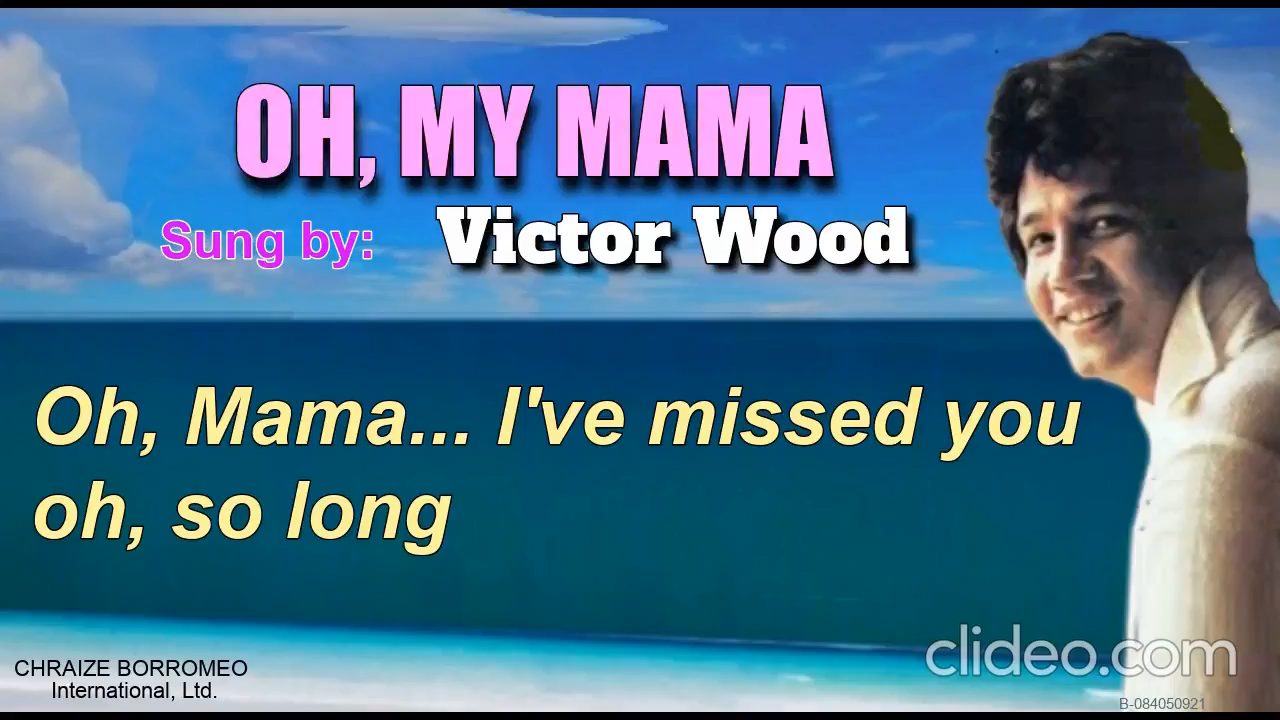 OH, MY MAMA
Sung by: Victor Wood
Oh, Mama... I've missed you
oh, so long
clideo.com
CHRAIZE BORROMEO
International, Ltd.
B-084050921